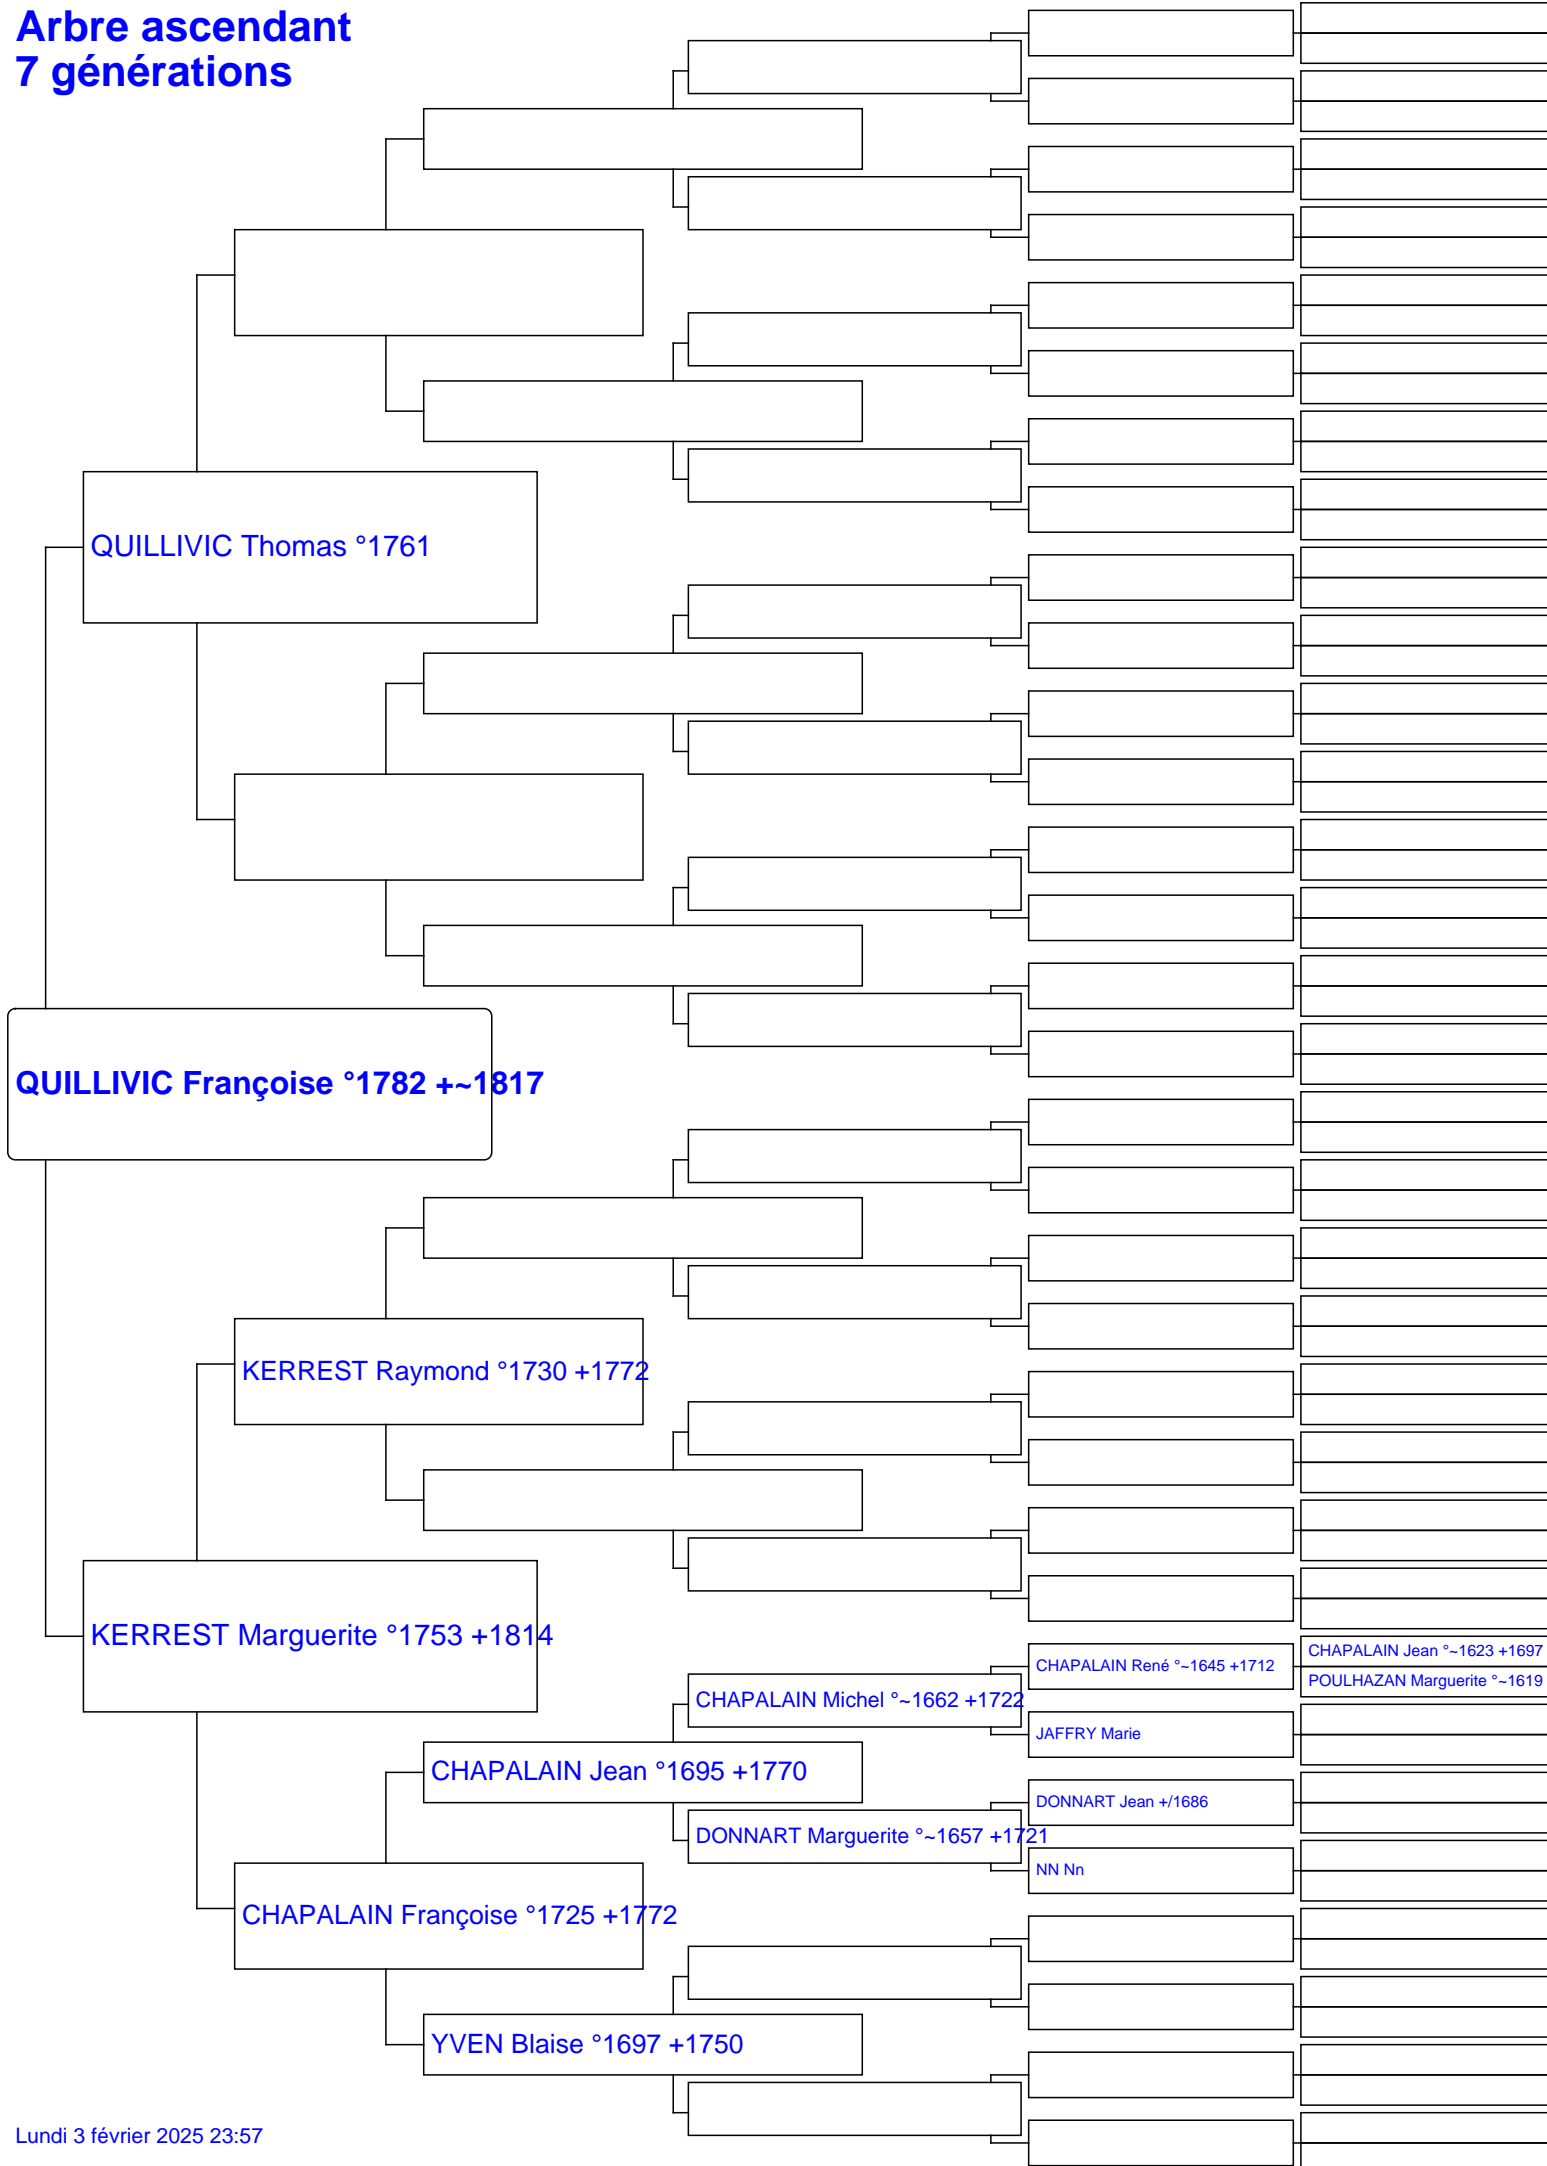 Arbre ascendant
7 générations
QUILLIVIC Thomas °1761
QUILLIVIC Françoise °1782 +~1817
KERREST Raymond °1730 +1772
KERREST Marguerite °1753 +1814
CHAPALAIN Jean °~1623 +1697
CHAPALAIN René °~1645 +1712
POULHAZAN Marguerite °~1619
CHAPALAIN Michel °~1662 +1722
JAFFRY Marie
CHAPALAIN Jean °1695 +1770
DONNART Jean +/1686
DONNART Marguerite °~1657 +1721
NN Nn
CHAPALAIN Françoise °1725 +1772
YVEN Blaise °1697 +1750
Lundi 3 février 2025 23:57